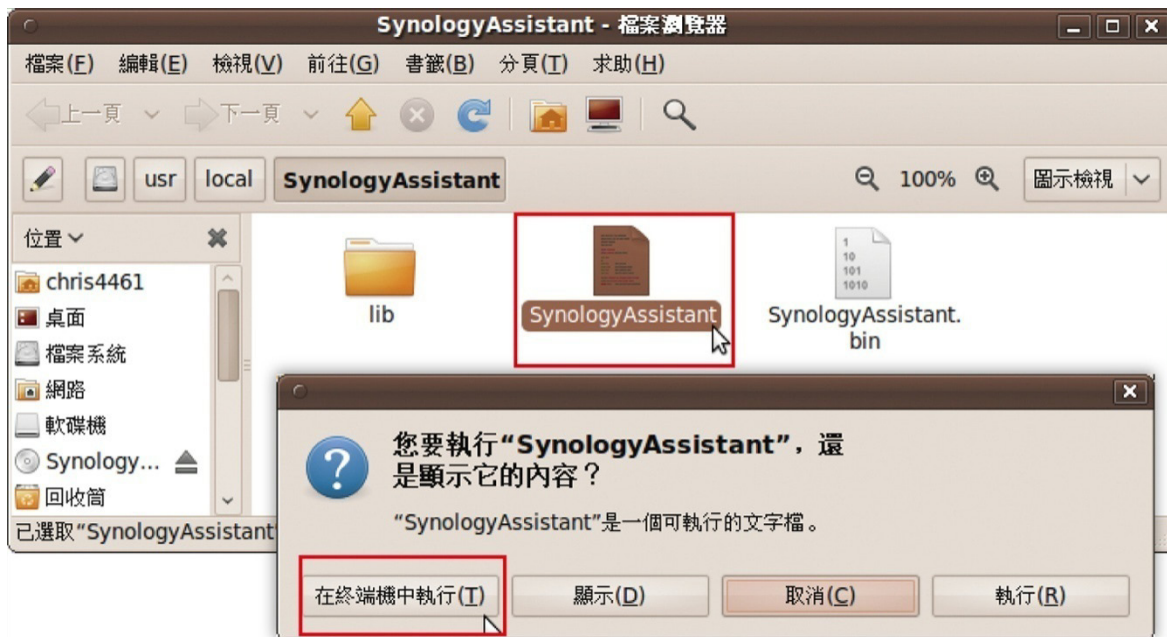 SynologyAssistant - 檔案瀏覽器
檔案(F) 編輯(E) 檢視(V) 前往(G) 書籤(B) 分頁(T) 求助(H)
上一頁 下一頁
usr local SynologyAssistant 100% 圖示檢視
位置
chris4461
桌面
檔案系統
網路
軟碟機
Synology...
回收筒
lib
SynologyAssistant
1
10
101
1010
SynologyAssistant.
bin
已選取“SynologyAssistant
您要執行“SynologyAssistant”，還
是顯示它的內容？
“SynologyAssistant”是一個可執行的文字檔。
在終端機中執行(T) 顯示(D) 取消(C) 執行(R)